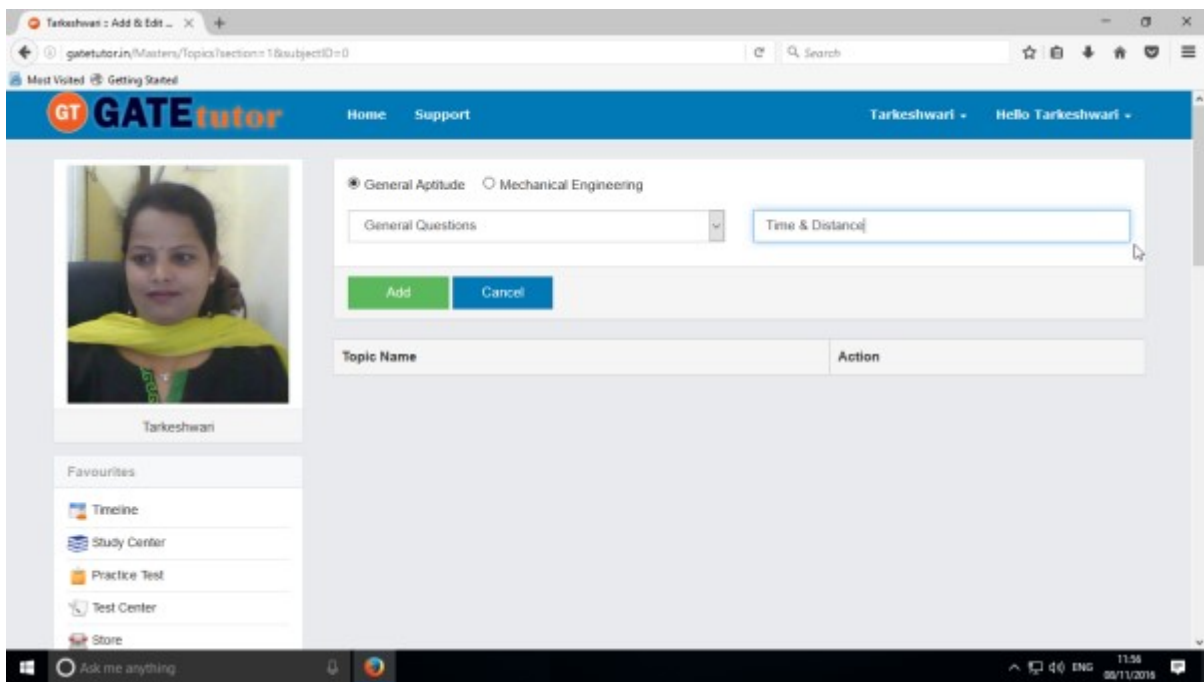 Tarkeshwari : Add & Edit ...
gatetutor.in/Masters/Topics?section=1&subjectID=0
Search
Most Visited Getting Started
GT GATEtutor Home Support Tarkeshwari Hello Tarkeshwari
General Aptitude Mechanical Engineering
General Questions Time & Distance
Add Cancel
Topic Name Action
Tarkeshwari
Favourites
Timeline
Study Center
Practice Test
Test Center
Store
Ask me anything ENG 11:56
08/11/2016